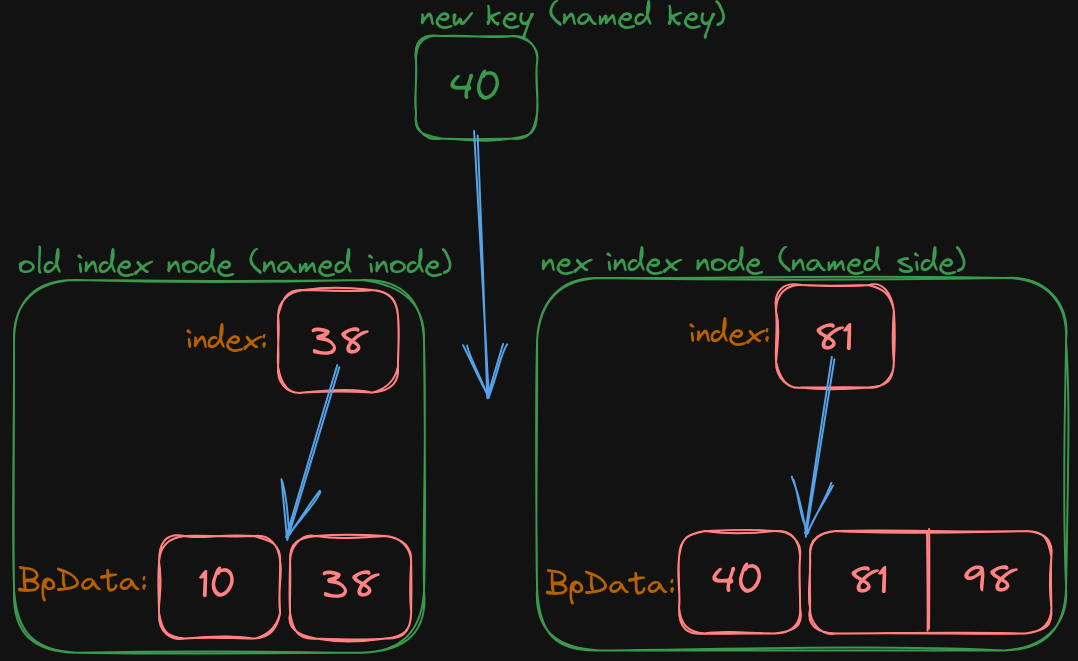 new key (named key)
40
old index node (named inode)
nex index node (named side)
index: 38
index: 81
BpData: 10 38
BpData: 40 81 98